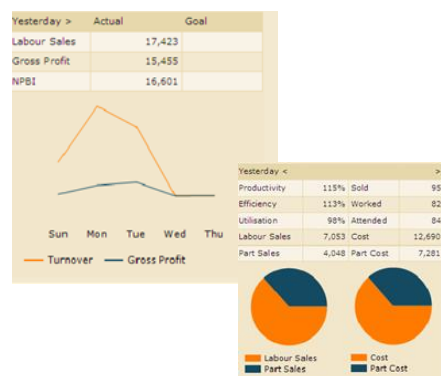 Yesterday > Actual Goal
Labour Sales 17,423
Gross Profit 15,455
NPBI 16,601
Sun Mon Tue Wed Thu
Turnover Gross Profit
Yesterday < >
Productivity 115% Sold 95
Efficiency 113% Worked 82
Utilisation 98% Attended 84
Labour Sales 7,053 Cost 12,690
Part Sales 4,048 Part Cost 7,281
Labour Sales Cost
Part Sales Part Cost